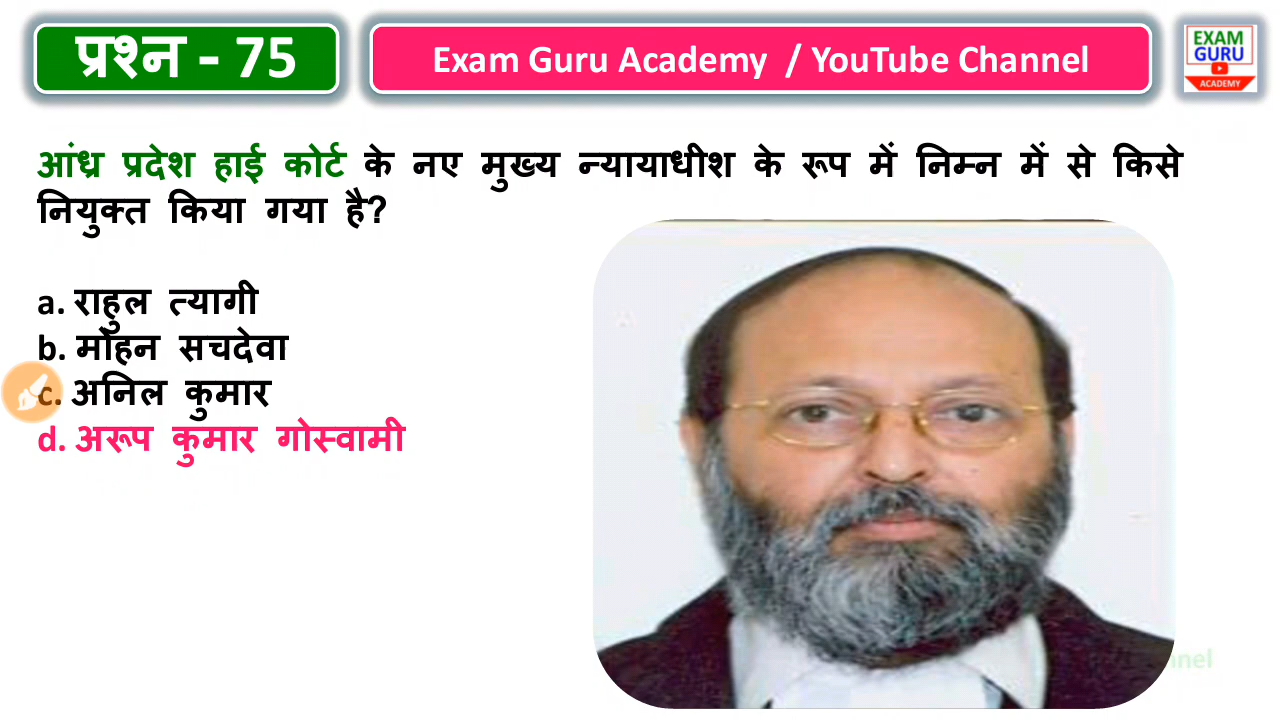 प्रश्न - 75
Exam Guru Academy / YouTube Channel
EXAM
GURU
ACADEMY
आंध्र प्रदेश हाई कोर्ट के नए मुख्य न्यायाधीश के रूप में निम्न में से किसे
नियुक्त किया गया है?
a. राहुल त्यागी
b. मोहन सचदेवा
c. अनिल कुमार
d. अरूप कुमार गोस्वामी